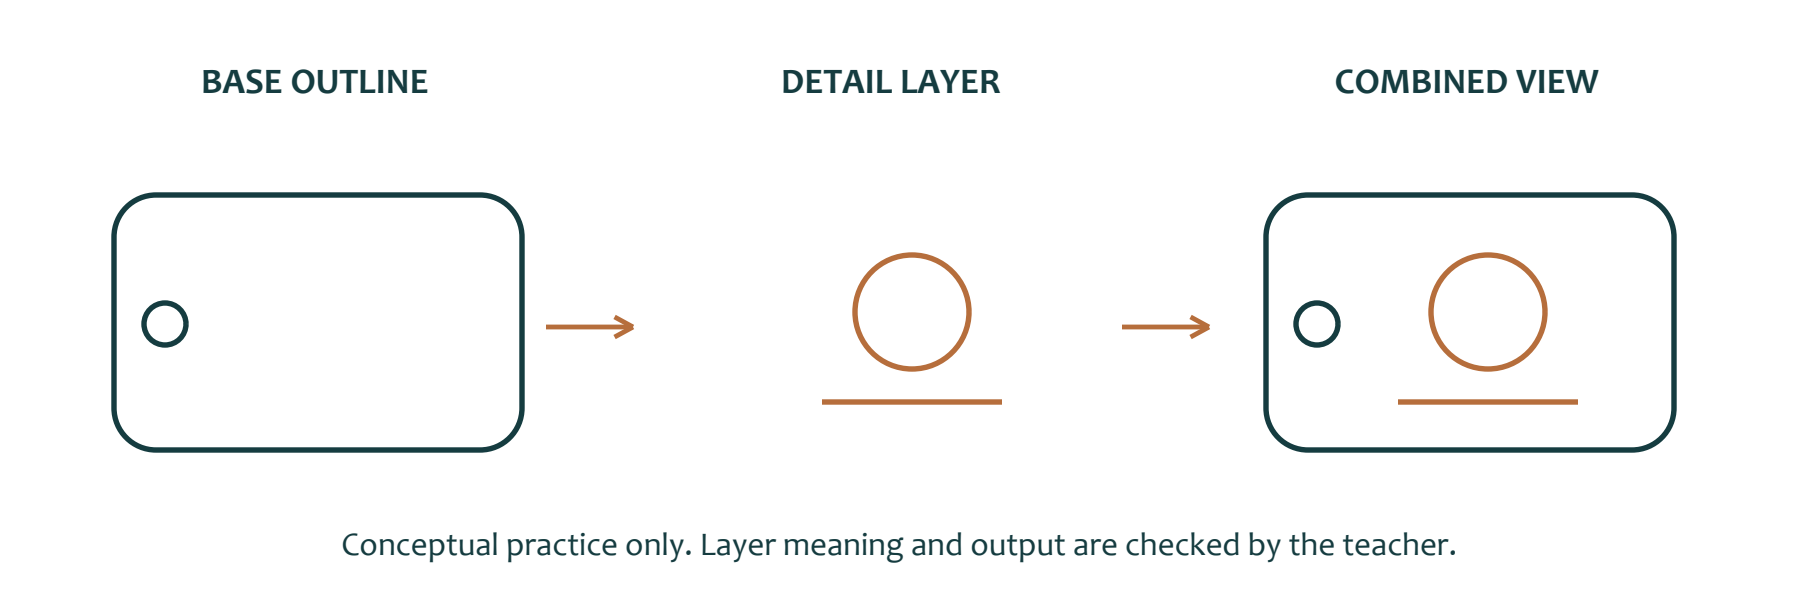 BASE OUTLINE
DETAIL LAYER
COMBINED VIEW
Conceptual practice only. Layer meaning and output are checked by the teacher.